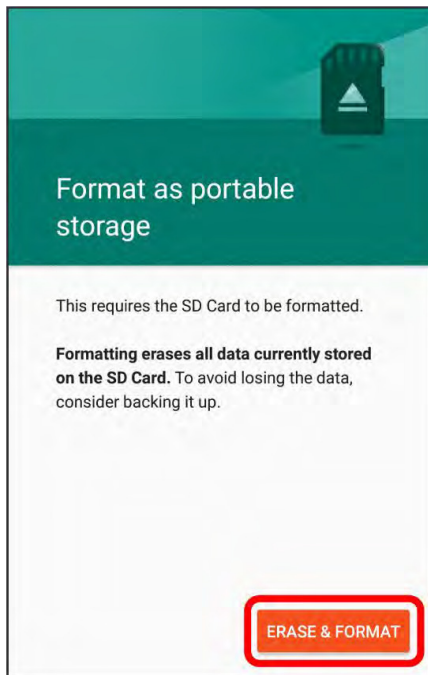 Format as portable
storage
This requires the SD Card to be formatted.
Formatting erases all data currently stored
on the SD Card. To avoid losing the data,
consider backing it up.
ERASE & FORMAT